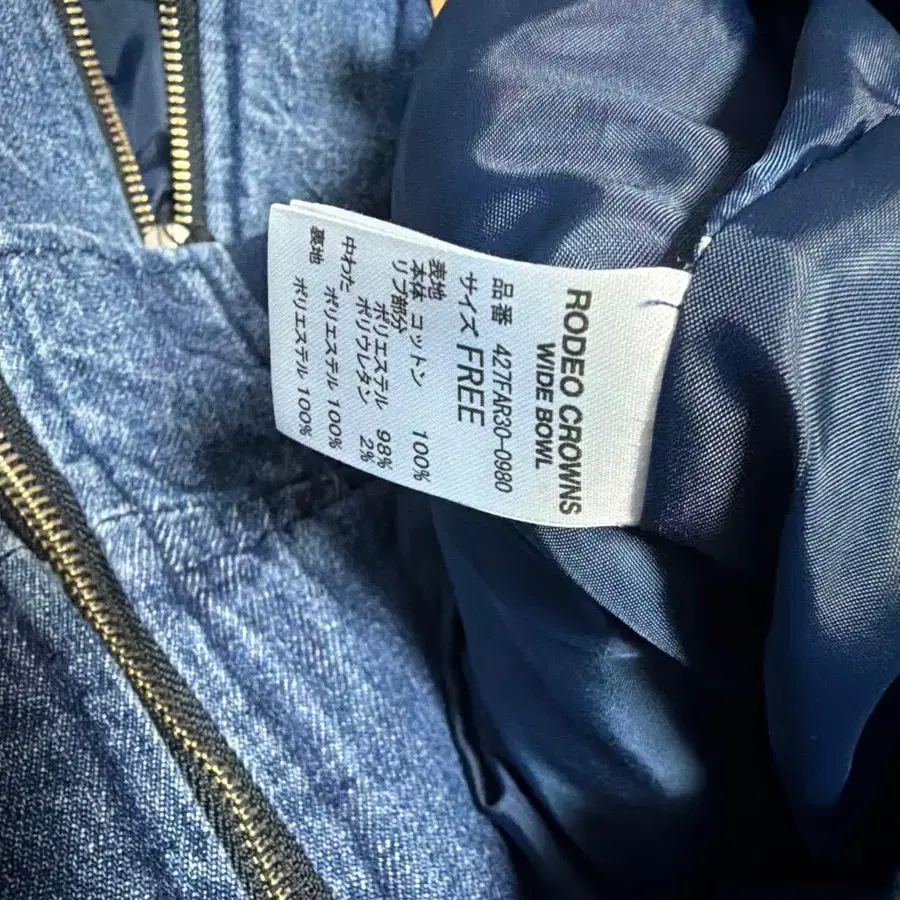 RODEO CROWNS
WIDE BOWL
品番 427FAR30-0980
サイズ FREE
表地
本体 コットン 100%
リブ部分
ポリエステル 98%
ポリウレタン 2%
中わた ポリエステル 100%
裏地 ポリエステル 100%